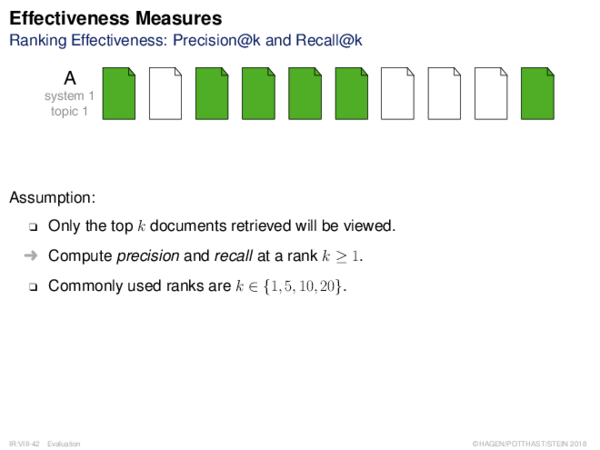 Effectiveness Measures
Ranking Effectiveness: Precision@k and Recall@k
A
system 1
topic 1
Assumption:
❑ Only the top k documents retrieved will be viewed.
➜ Compute precision and recall at a rank k ≥ 1.
❑ Commonly used ranks are k ∈ {1, 5, 10, 20}.
IR:VIII-42 Evaluation
©HAGEN/POTTHAST/STEIN 2018